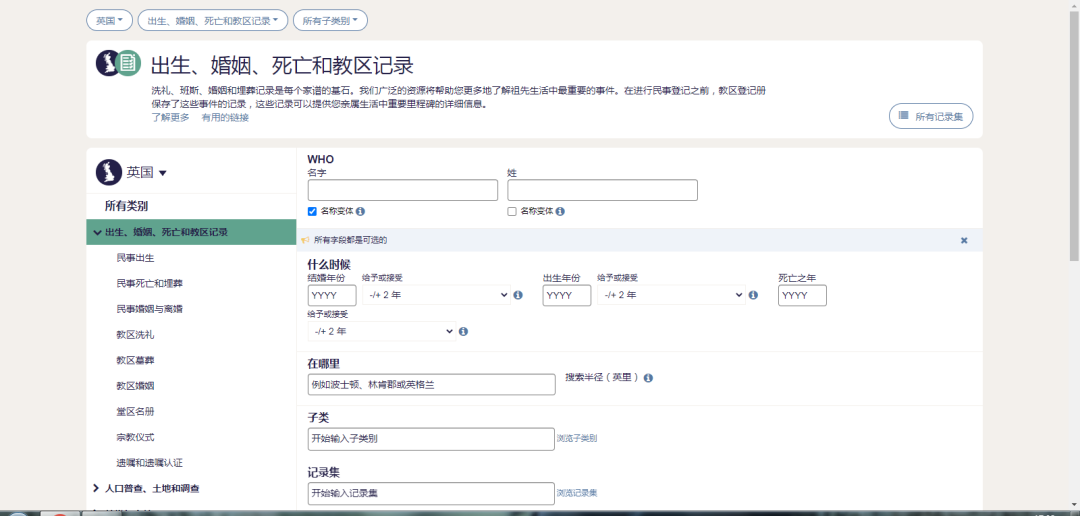 英国
出生、婚姻、死亡和教区记录
所有子类别
出生、婚姻、死亡和教区记录
洗礼、班斯、婚姻和埋葬记录是每个家谱的基石。我们广泛的资源将帮助您更多地了解祖先生活中最重要的事件。在进行民事登记之前，教区登记册
保存了这些事件的记录，这些记录可以提供您亲属生活中重要里程碑的详细信息。
了解更多 有用的链接
所有记录集
英国
所有类别
出生、婚姻、死亡和教区记录
民事出生
民事死亡和埋葬
民事婚姻与离婚
教区洗礼
教区墓葬
教区婚姻
堂区名册
宗教仪式
遗嘱和遗嘱认证
人口普查、土地和调查
WHO
名字 姓
名称变体 名称变体
所有字段都是可选的
什么时候
结婚年份 给予或接受 出生年份 给予或接受 死亡之年
YYYY -/+ 2 年 YYYY -/+ 2 年 YYYY
给予或接受
-/+ 2 年
在哪里
例如波士顿、林肯郡或英格兰 搜索半径（英里）
子类
开始输入子类别 浏览子类别
记录集
开始输入记录集 浏览记录集